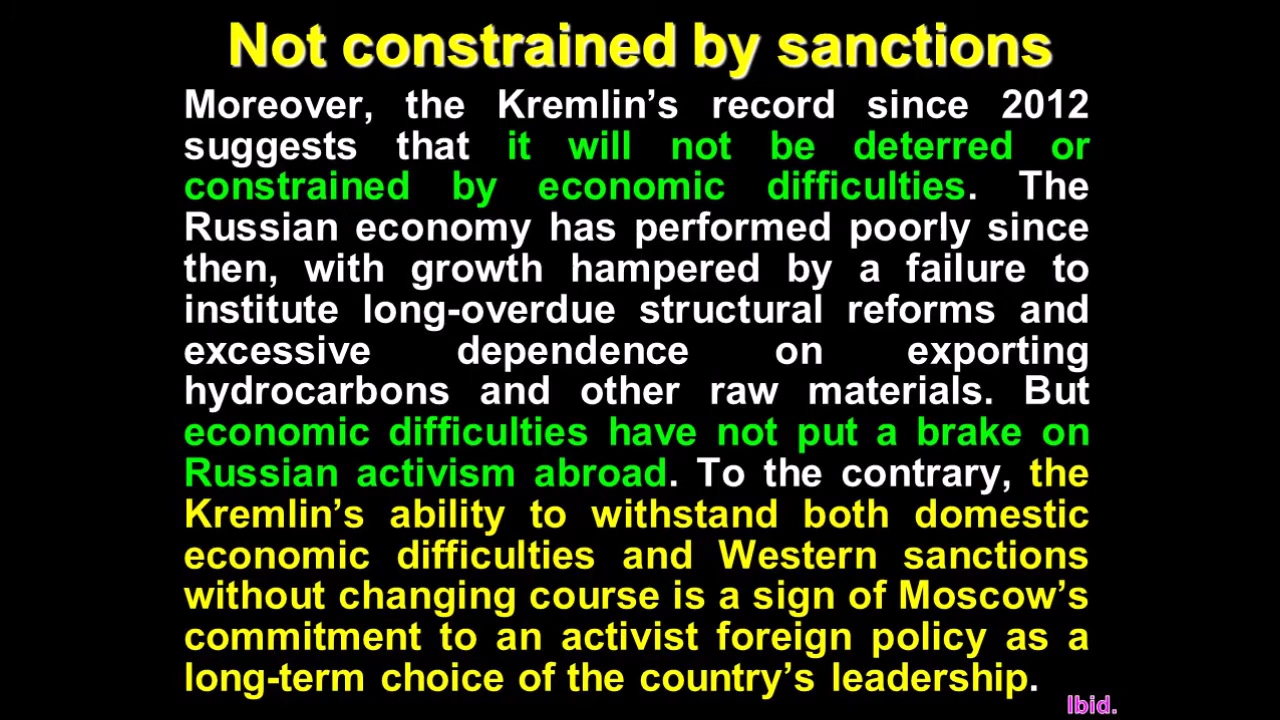 Not constrained by sanctions
Moreover, the Kremlin’s record since 2012
suggests that it will not be deterred or
constrained by economic difficulties. The
Russian economy has performed poorly since
then, with growth hampered by a failure to
institute long-overdue structural reforms and
excessive dependence on exporting
hydrocarbons and other raw materials. But
economic difficulties have not put a brake on
Russian activism abroad. To the contrary, the
Kremlin’s ability to withstand both domestic
economic difficulties and Western sanctions
without changing course is a sign of Moscow’s
commitment to an activist foreign policy as a
long-term choice of the country’s leadership.
Ibid.